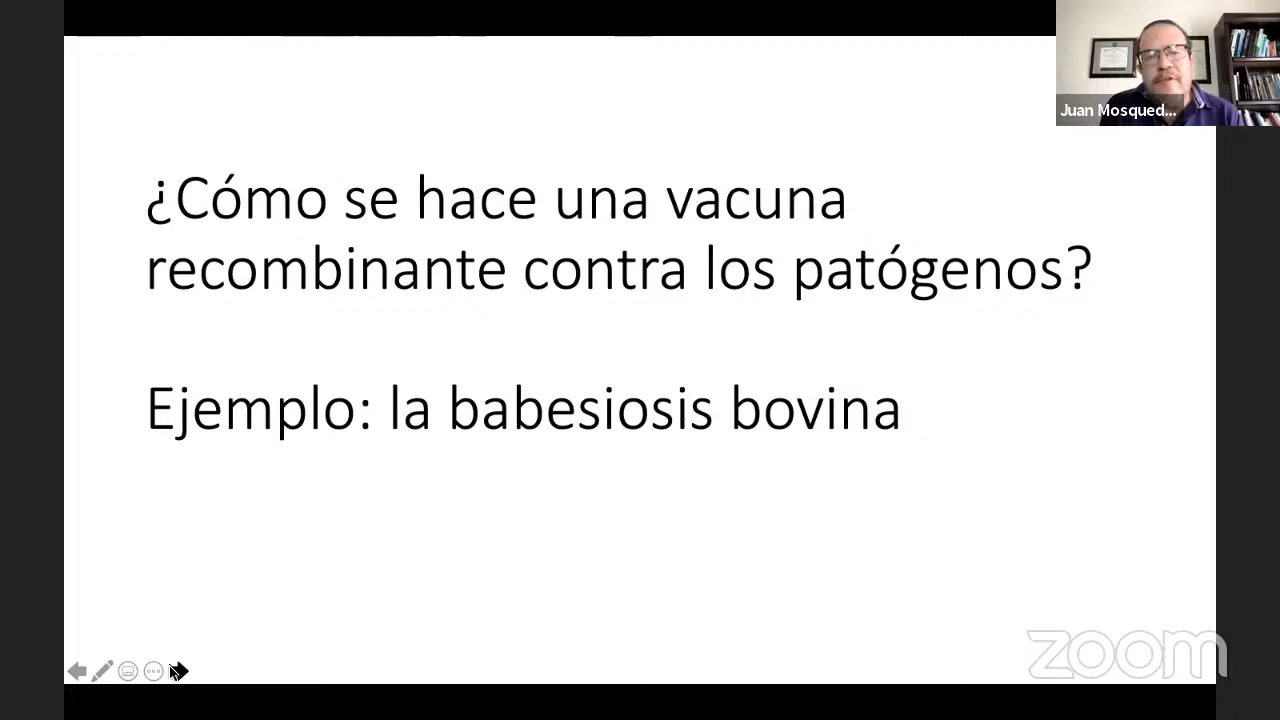 Juan Mosqued...
¿Cómo se hace una vacuna
recombinante contra los patógenos?
Ejemplo: la babesiosis bovina
zoom